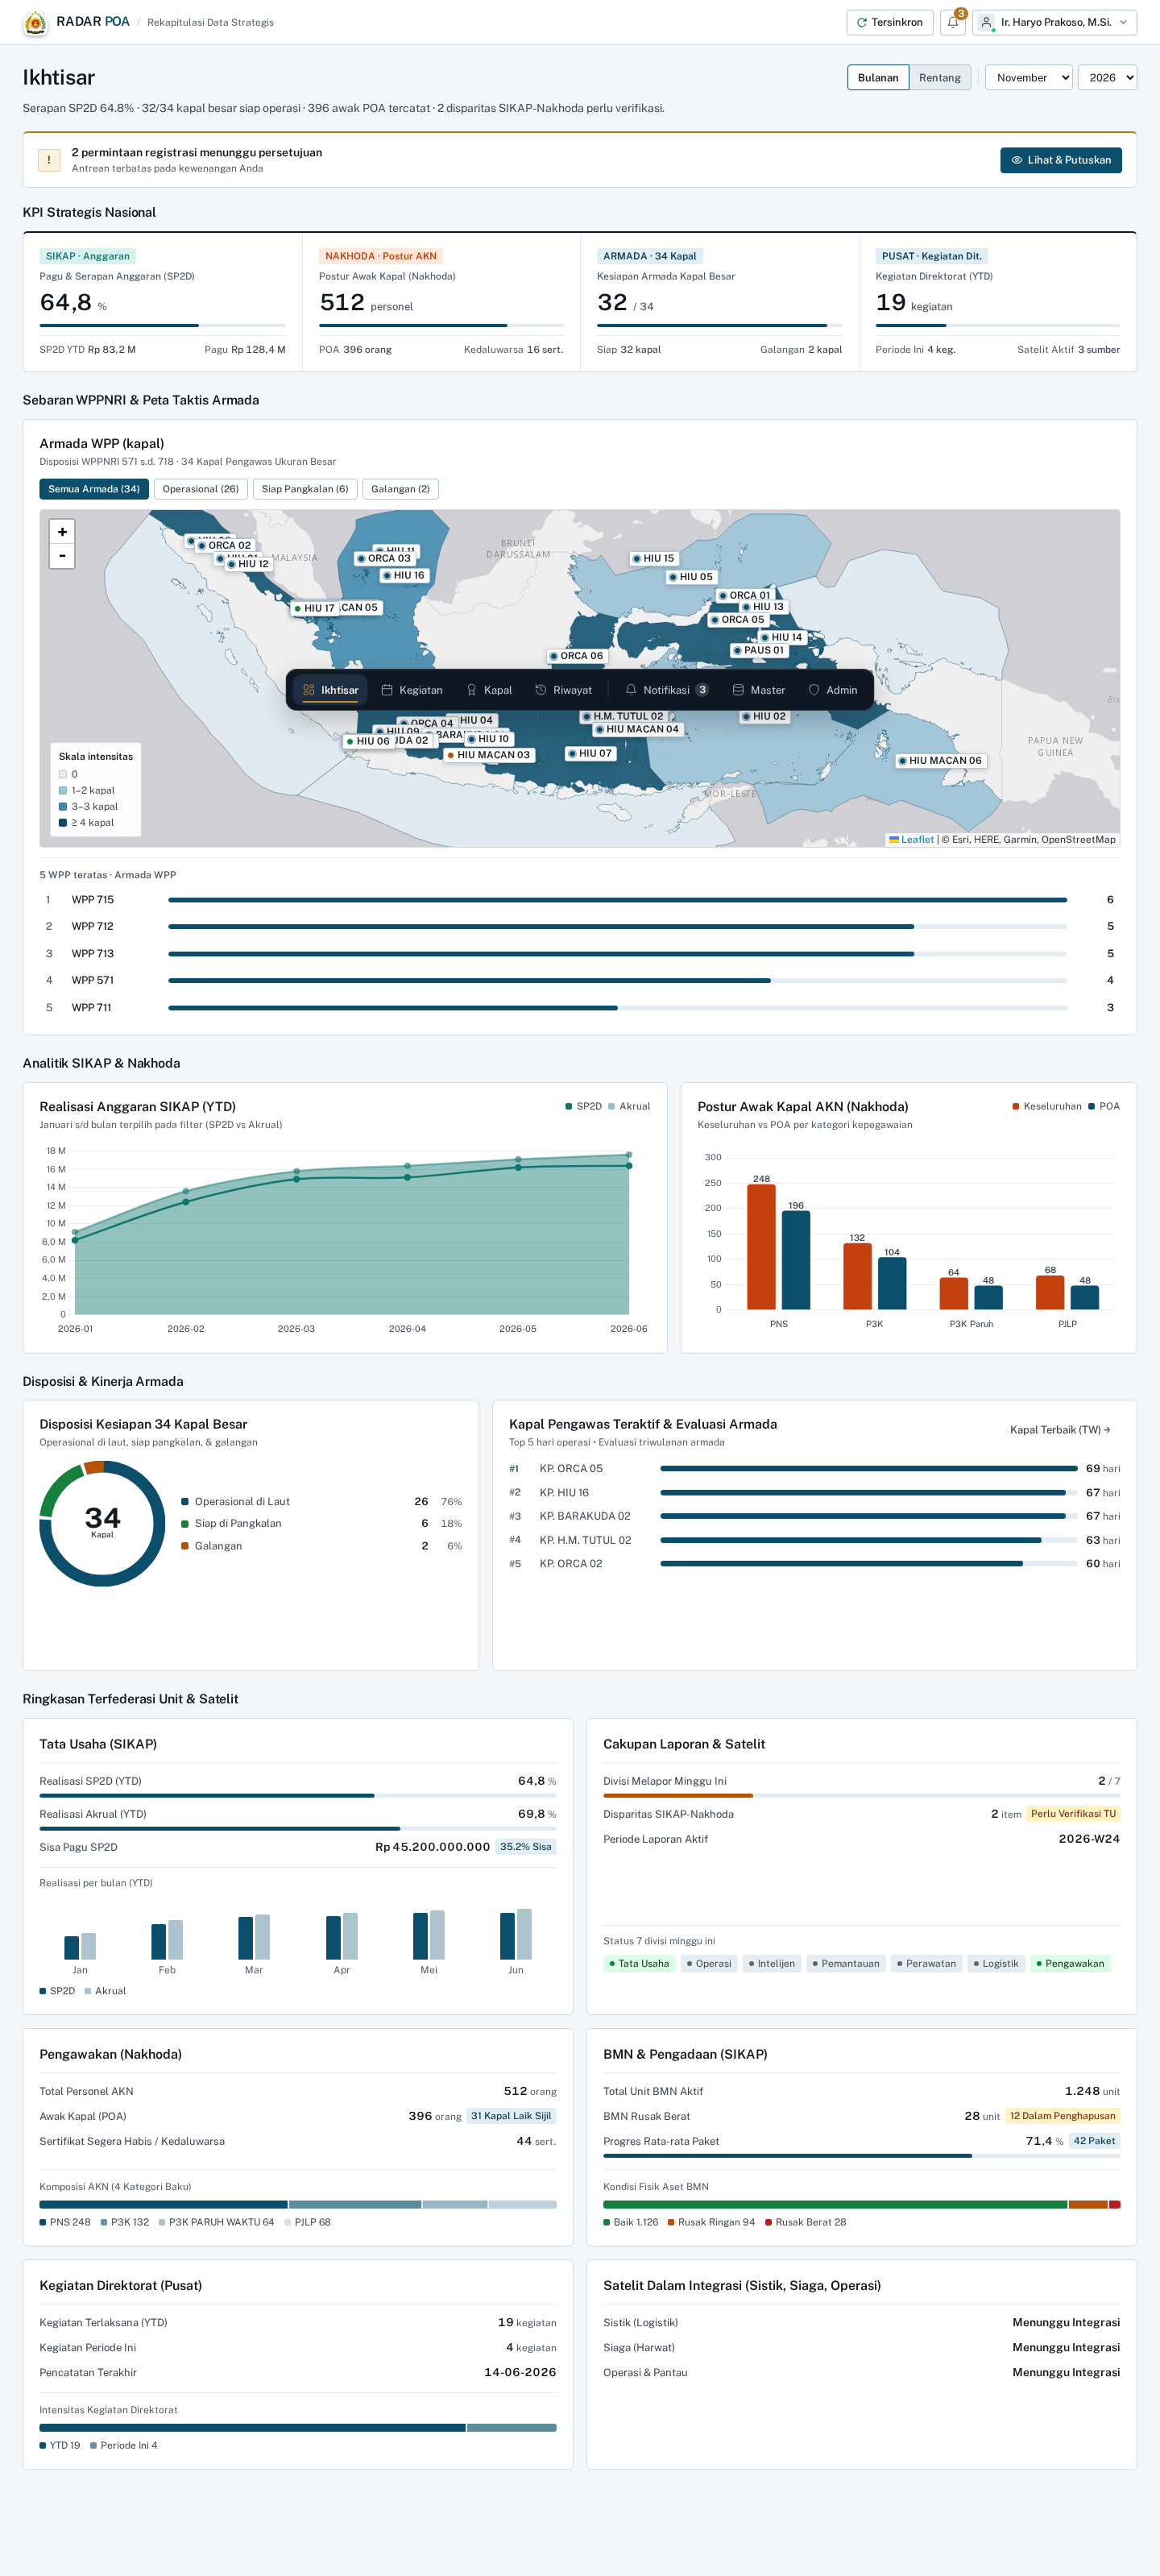 RADAR POA / Rekapitulasi Data Strategis
Tersinkron
3
Ir. Haryo Prakoso, M.Si.
Ikhtisar
Bulanan
Rentang
November
2026
Serapan SP2D 64.8% · 32/34 kapal besar siap operasi · 396 awak POA tercatat · 2 disparitas SIKAP-Nakhoda perlu verifikasi.
!
2 permintaan registrasi menunggu persetujuan
Antrean terbatas pada kewenangan Anda
Lihat & Putuskan
KPI Strategis Nasional
SIKAP · Anggaran
Pagu & Serapan Anggaran (SP2D)
64,8 %
SP2D YTD Rp 83,2 M
Pagu Rp 128,4 M
NAKHODA · Postur AKN
Postur Awak Kapal (Nakhoda)
512 personel
POA 396 orang
Kedaluwarsa 16 sert.
ARMADA · 34 Kapal
Kesiapan Armada Kapal Besar
32 / 34
Siap 32 kapal
Galangan 2 kapal
PUSAT · Kegiatan Dit.
Kegiatan Direktorat (YTD)
19 kegiatan
Periode Ini 4 keg.
Satelit Aktif 3 sumber
Sebaran WPPNRI & Peta Taktis Armada
Armada WPP (kapal)
Disposisi WPPNRI 571 s.d. 718 · 34 Kapal Pengawas Ukuran Besar
Semua Armada (34)
Operasional (26)
Siap Pangkalan (6)
Galangan (2)
+
-
ORCA 02
HIU 12
MALAYSIA
HIU 11
ORCA 03
HIU 16
BRUNEI
DARUSSALAM
HIU 15
HIU 05
ORCA 01
HIU 13
ORCA 05
HIU 14
PAUS 01
HIU 17
CAN 05
ORCA 06
Ikhtisar
Kegiatan
Kapal
Riwayat
Notifikasi 3
Master
Admin
ORCA 04
HIU 04
HIU 09
HIU 06
DA 02
HIU 10
HIU MACAN 03
H.M. TUTUL 02
HIU MACAN 04
HIU 02
HIU 07
HIU MACAN 06
PAPUA NEW
GUINEA
Bis
MOR-LESTE
Skala intensitas
0
1–2 kapal
3–3 kapal
≥ 4 kapal
Leaflet | © Esri, HERE, Garmin, OpenStreetMap
5 WPP teratas · Armada WPP
1 WPP 715 6
2 WPP 712 5
3 WPP 713 5
4 WPP 571 4
5 WPP 711 3
Analitik SIKAP & Nakhoda
Realisasi Anggaran SIKAP (YTD)
Januari s/d bulan terpilih pada filter (SP2D vs Akrual)
SP2D Akrual
18 M
16 M
14 M
12 M
10 M
8,0 M
6,0 M
4,0 M
2,0 M
0
2026-01 2026-02 2026-03 2026-04 2026-05 2026-06
Postur Awak Kapal AKN (Nakhoda)
Keseluruhan vs POA per kategori kepegawaian
Keseluruhan POA
300
250
200
150
100
50
0
248 196 132 104 64 48 68 48
PNS P3K P3K Paruh PJLP
Disposisi & Kinerja Armada
Disposisi Kesiapan 34 Kapal Besar
Operasional di laut, siap pangkalan, & galangan
34
Kapal
Operasional di Laut 26 76%
Siap di Pangkalan 6 18%
Galangan 2 6%
Kapal Pengawas Teraktif & Evaluasi Armada
Top 5 hari operasi • Evaluasi triwulanan armada
Kapal Terbaik (TW) →
#1 KP. ORCA 05 69 hari
#2 KP. HIU 16 67 hari
#3 KP. BARAKUDA 02 67 hari
#4 KP. H.M. TUTUL 02 63 hari
#5 KP. ORCA 02 60 hari
Ringkasan Terfederasi Unit & Satelit
Tata Usaha (SIKAP)
Realisasi SP2D (YTD) 64,8 %
Realisasi Akrual (YTD) 69,8 %
Sisa Pagu SP2D Rp 45.200.000.000 35.2% Sisa
Realisasi per bulan (YTD)
Jan Feb Mar Apr Mei Jun
SP2D Akrual
Cakupan Laporan & Satelit
Divisi Melapor Minggu Ini 2 / 7
Disparitas SIKAP-Nakhoda 2 item Perlu Verifikasi TU
Periode Laporan Aktif 2026-W24
Status 7 divisi minggu ini
Tata Usaha Operasi Intelijen Pemantauan Perawatan Logistik Pengawakan
Pengawakan (Nakhoda)
Total Personel AKN 512 orang
Awak Kapal (POA) 396 orang 31 Kapal Laik Sijil
Sertifikat Segera Habis / Kedaluwarsa 44 sert.
Komposisi AKN (4 Kategori Baku)
PNS 248 P3K 132 P3K PARUH WAKTU 64 PJLP 68
BMN & Pengadaan (SIKAP)
Total Unit BMN Aktif 1.248 unit
BMN Rusak Berat 28 unit 12 Dalam Penghapusan
Progres Rata-rata Paket 71,4 % 42 Paket
Kondisi Fisik Aset BMN
Baik 1.126 Rusak Ringan 94 Rusak Berat 28
Kegiatan Direktorat (Pusat)
Kegiatan Terlaksana (YTD) 19 kegiatan
Kegiatan Periode Ini 4 kegiatan
Pencatatan Terakhir 14-06-2026
Intensitas Kegiatan Direktorat
YTD 19 Periode Ini 4
Satelit Dalam Integrasi (Sistik, Siaga, Operasi)
Sistik (Logistik) Menunggu Integrasi
Siaga (Harwat) Menunggu Integrasi
Operasi & Pantau Menunggu Integrasi